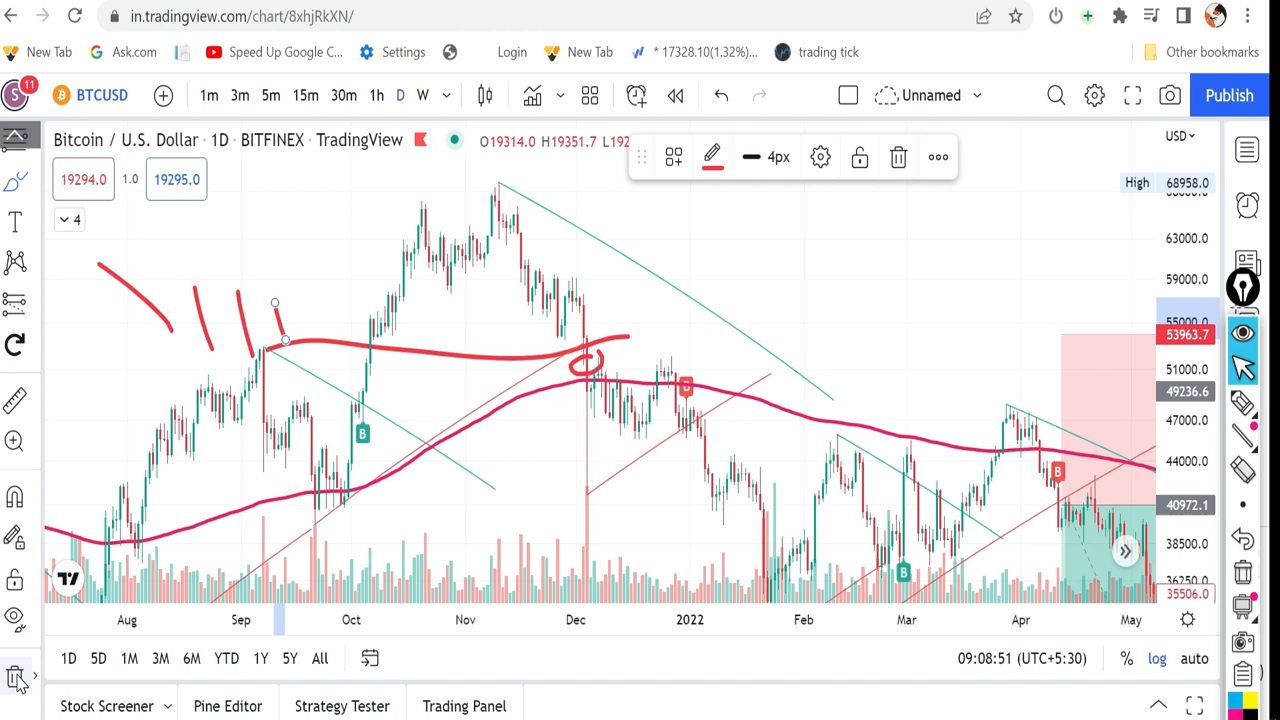 in.tradingview.com/chart/8xhjRkXN/
New Tab Ask.com Speed Up Google C... Settings Login New Tab * 17328.10(1.32%)... trading tick Other bookmarks
S 11 BTCUSD 1m 3m 5m 15m 30m 1h D W Unnamed Publish
Bitcoin / U.S. Dollar · 1D · BITFINEX · TradingView O19314.0 H19351.7 L192 4px USD
19294.0 1.0 19295.0
High 68958.0
4
63000.0
59000.0
55000.0
53963.7
51000.0
49236.6
47000.0
B
B
44000.0
40972.1
38500.0
B
36250.0
35506.0
Aug Sep Oct Nov Dec 2022 Feb Mar Apr May
1D 5D 1M 3M 6M YTD 1Y 5Y All 09:08:51 (UTC+5:30) % log auto
Stock Screener Pine Editor Strategy Tester Trading Panel